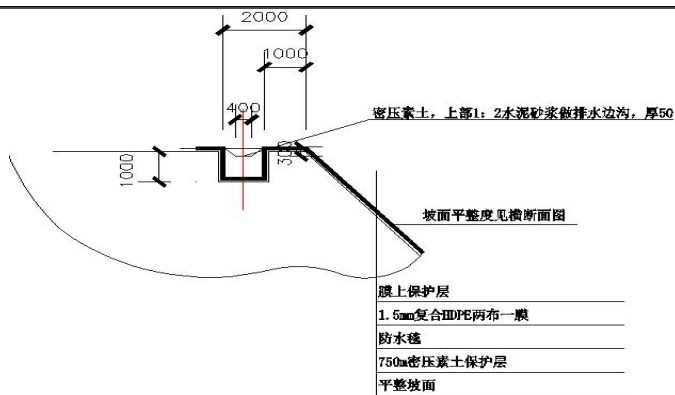 2000
1000
400
密压素土，上部1：2水泥砂浆做排水边沟，厚50
300
1000
坡面平整度见横断面图
膜上保护层
1.5mm复合HDPE两布一膜
防水毯
750m密压素土保护层
平整坡面